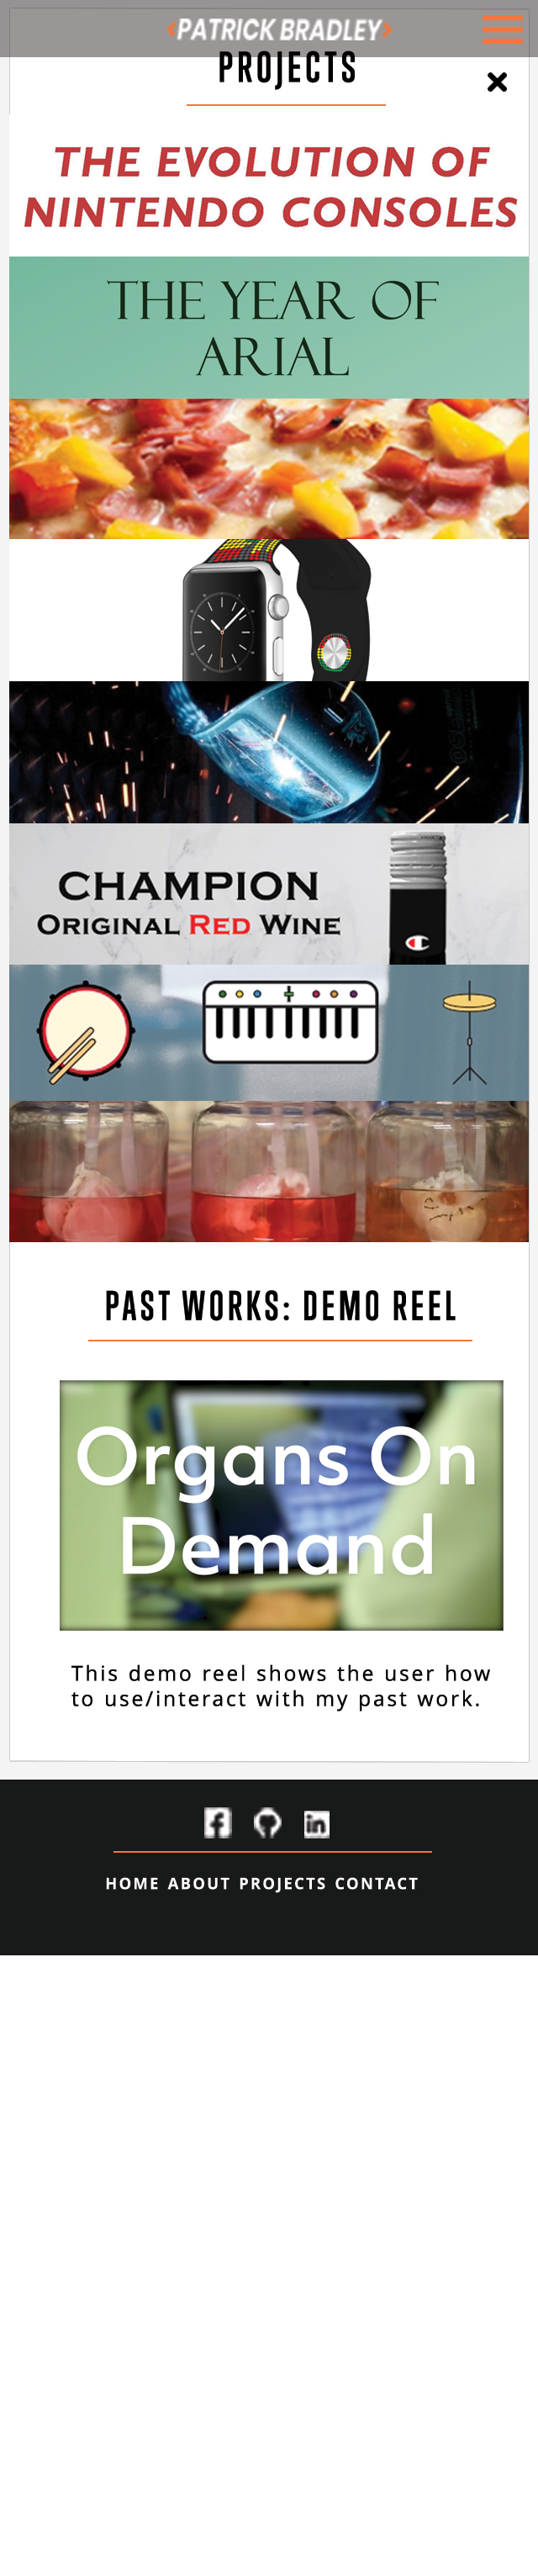 <PATRICK BRADLEY>
PROJECTS
THE EVOLUTION OF
NINTENDO CONSOLES
THE YEAR OF
ARIAL
CHAMPION
ORIGINAL RED WINE
PAST WORKS: DEMO REEL
Organs On
Demand
This demo reel shows the user how
to use/interact with my past work.
HOME ABOUT PROJECTS CONTACT